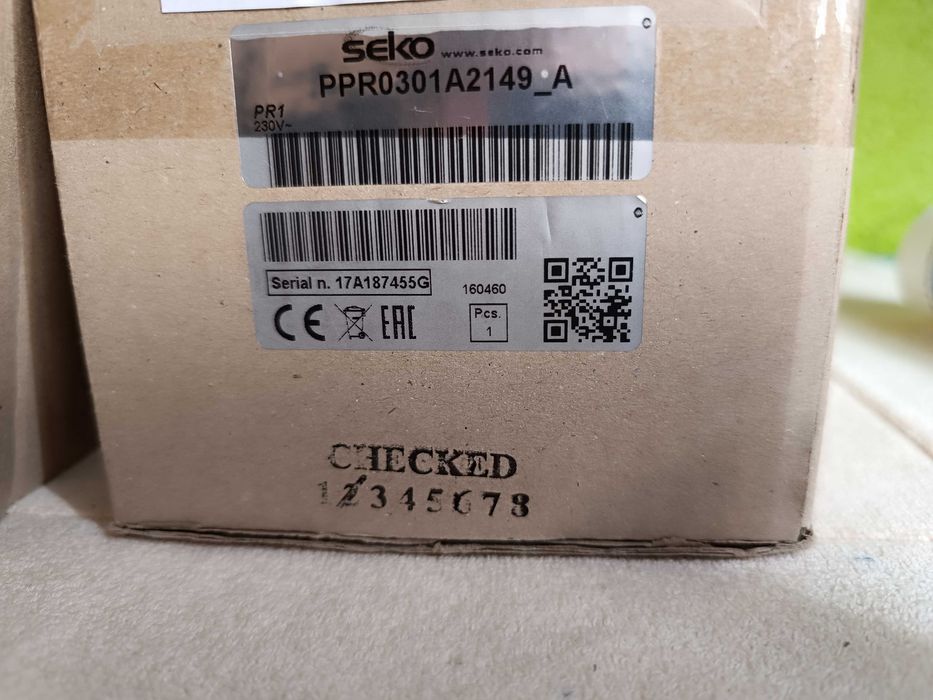 SEKO www.seko.com
PPR0301A2149_A
PR1
230V~
Serial n. 17A187455G
160460
Pcs.
1
CE EAC
CHECKED
12345678